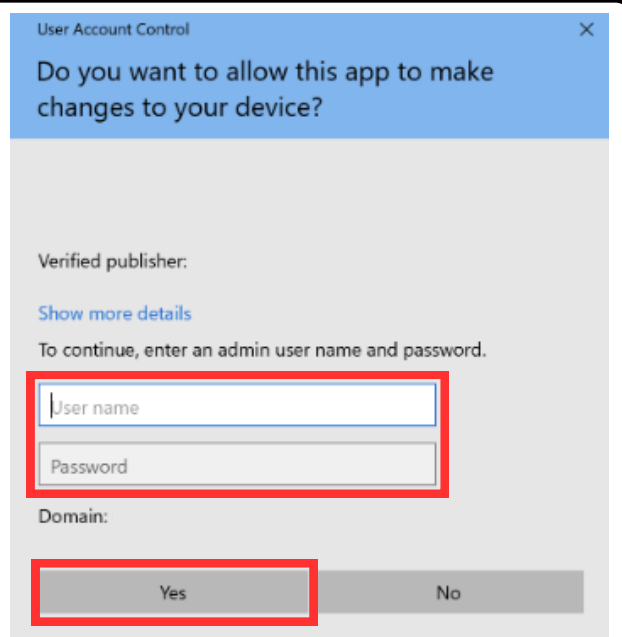 User Account Control
Do you want to allow this app to make
changes to your device?
Verified publisher:
Show more details
To continue, enter an admin user name and password.
User name
Password
Domain:
Yes
No